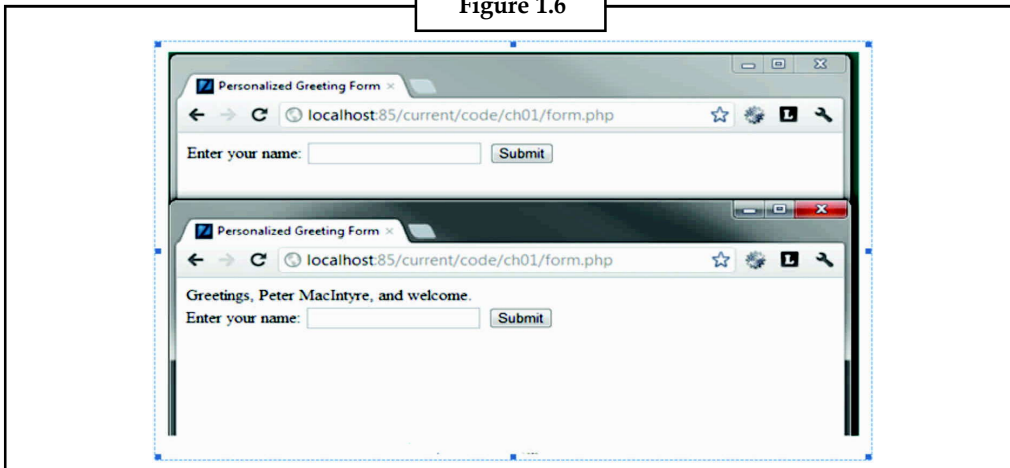 Figure 1.6
Personalized Greeting Form
localhost:85/current/code/ch01/form.php
L
Enter your name: Submit
Personalized Greeting Form
localhost:85/current/code/ch01/form.php
L
Greetings, Peter MacIntyre, and welcome.
Enter your name: Submit